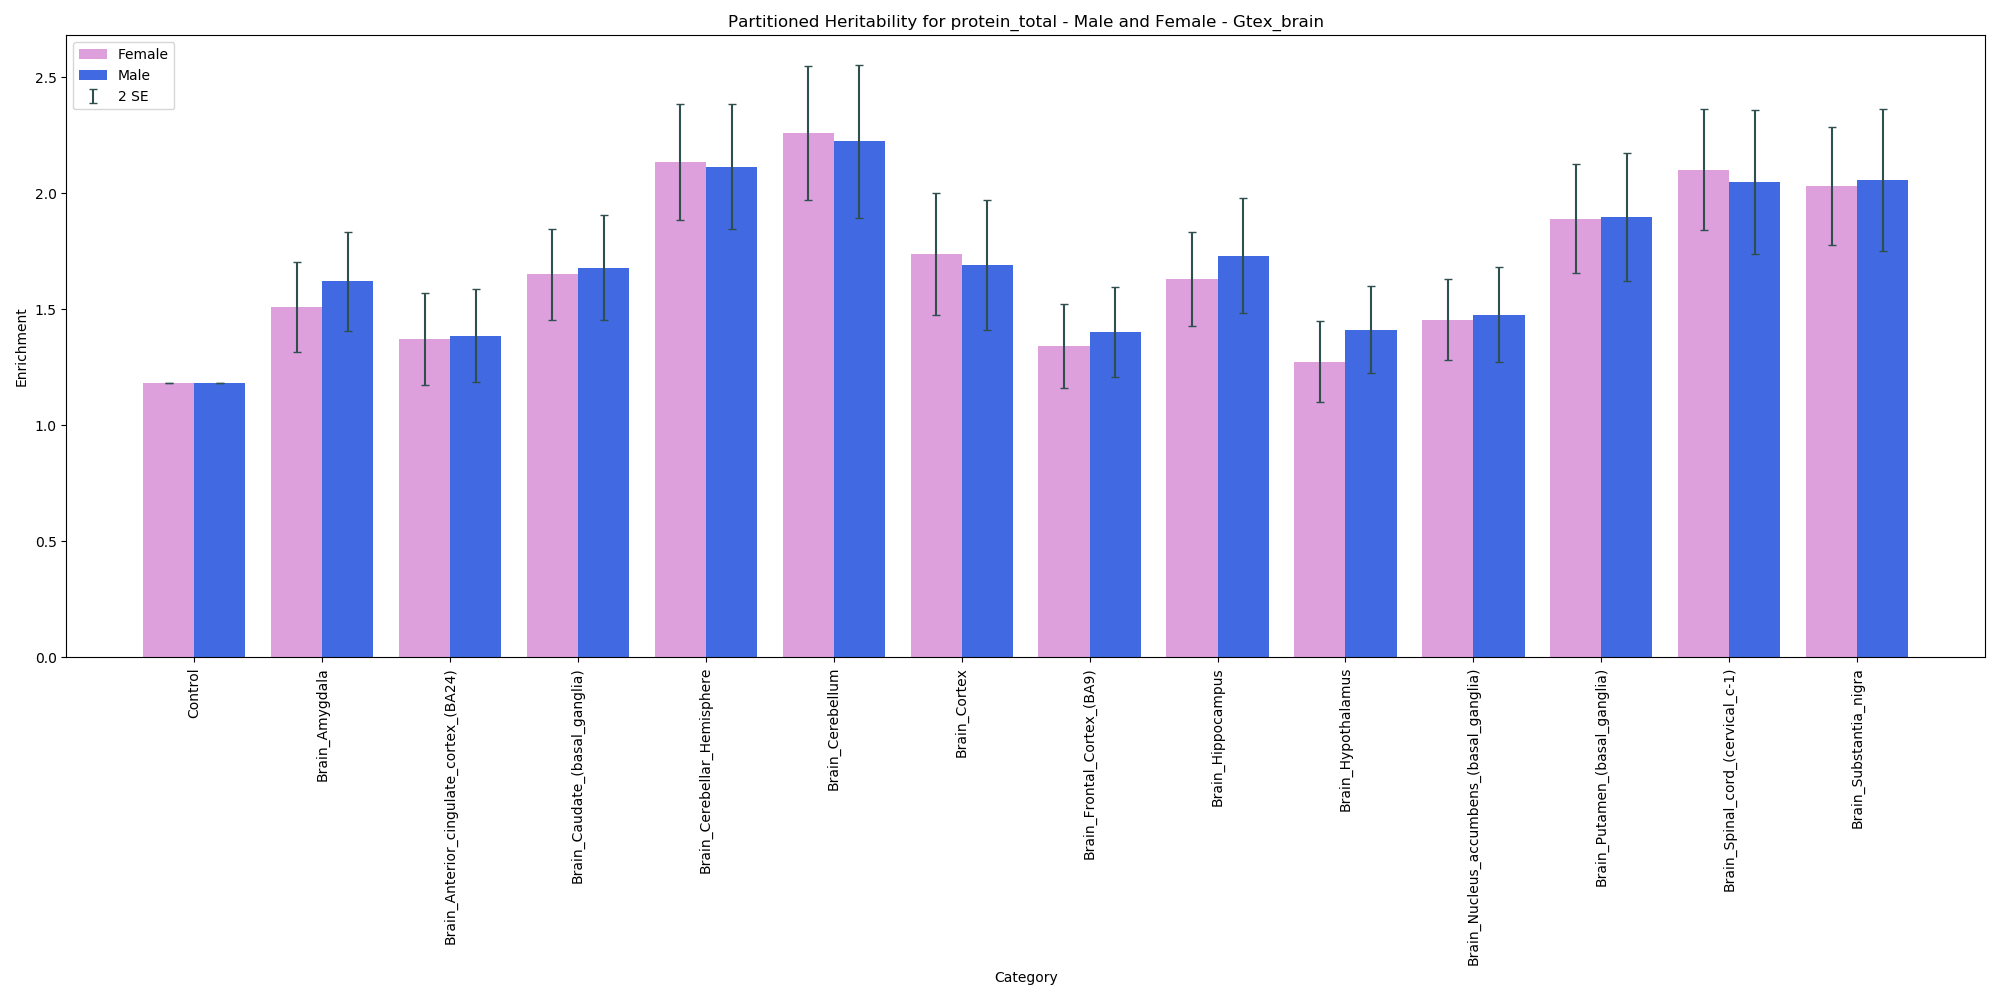 Partitioned Heritability for protein_total - Male and Female - Gtex_brain
Female
Male
2 SE
2.5
2.0
1.5
1.0
0.5
0.0
Enrichment
Control
Brain_Amygdala
Brain_Anterior_cingulate_cortex_(BA24)
Brain_Caudate_(basal_ganglia)
Brain_Cerebellar_Hemisphere
Brain_Cerebellum
Brain_Cortex
Brain_Frontal_Cortex_(BA9)
Brain_Hippocampus
Brain_Hypothalamus
Brain_Nucleus_accumbens_(basal_ganglia)
Brain_Putamen_(basal_ganglia)
Brain_Spinal_cord_(cervical_c-1)
Brain_Substantia_nigra
Category